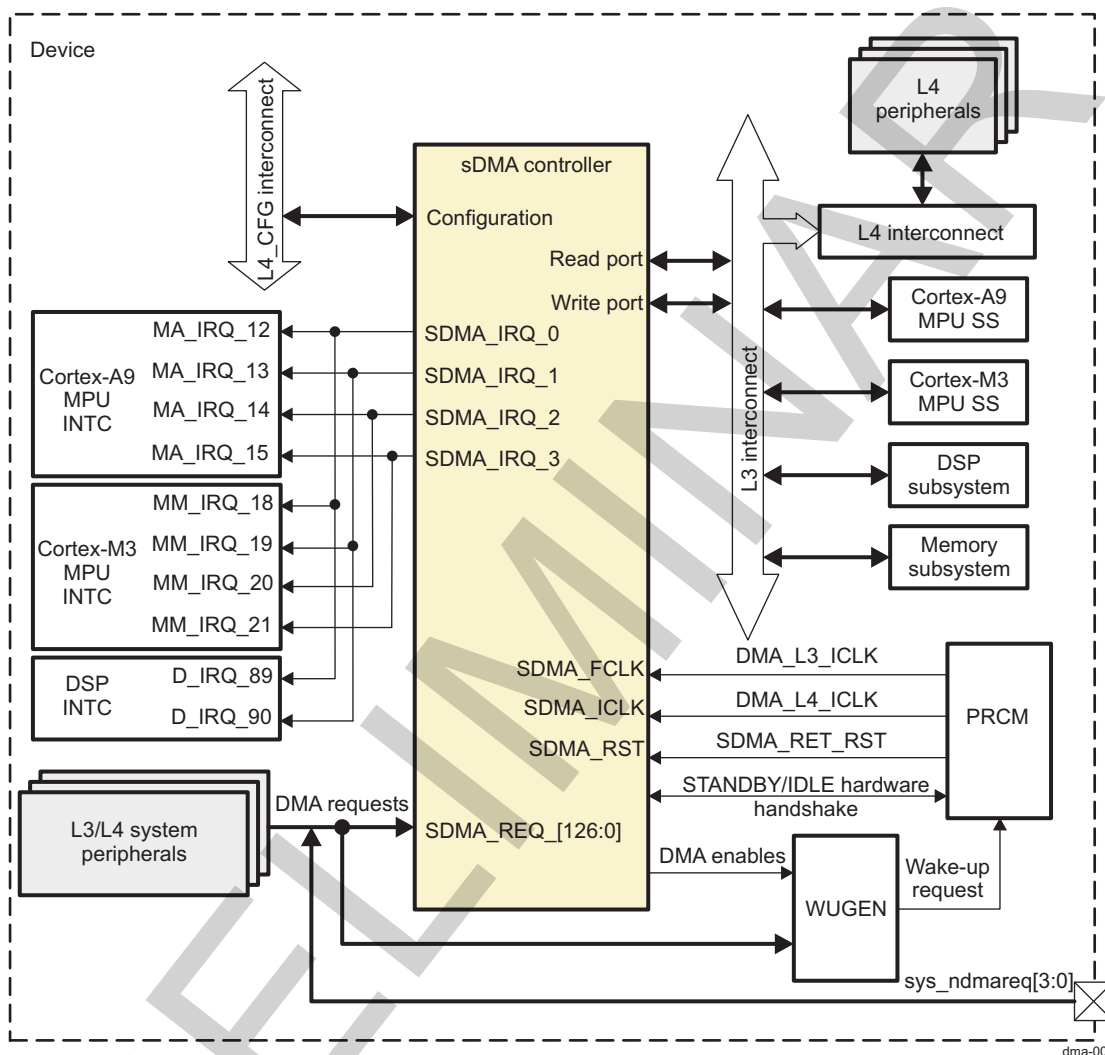 Device
L4_CFG interconnect
L4
peripherals
sDMA controller
Configuration
Read port
Write port
L4 interconnect
L3 interconnect
Cortex-A9
MPU SS
Cortex-M3
MPU SS
DSP
subsystem
Memory
subsystem
Cortex-A9
MPU
INTC
MA_IRQ_12
MA_IRQ_13
MA_IRQ_14
MA_IRQ_15
SDMA_IRQ_0
SDMA_IRQ_1
SDMA_IRQ_2
SDMA_IRQ_3
Cortex-M3
MPU
INTC
MM_IRQ_18
MM_IRQ_19
MM_IRQ_20
MM_IRQ_21
DSP
INTC
D_IRQ_89
D_IRQ_90
SDMA_FCLK
SDMA_ICLK
SDMA_RST
DMA_L3_ICLK
DMA_L4_ICLK
SDMA_RET_RST
STANDBY/IDLE hardware
handshake
PRCM
L3/L4 system
peripherals
DMA requests
SDMA_REQ_[126:0]
DMA enables
WUGEN
Wake-up
request
sys_ndmareq[3:0]
dma-00
ELIMINAR